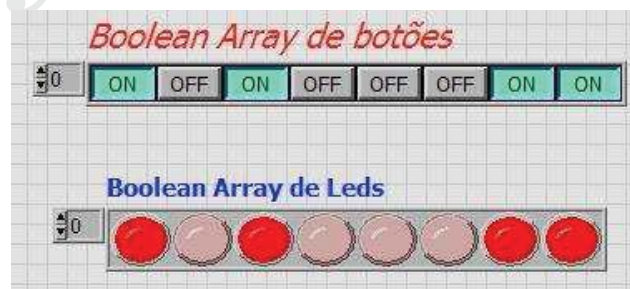 Boolean Array de botões
0 ON OFF ON OFF OFF OFF ON ON
Boolean Array de Leds
0